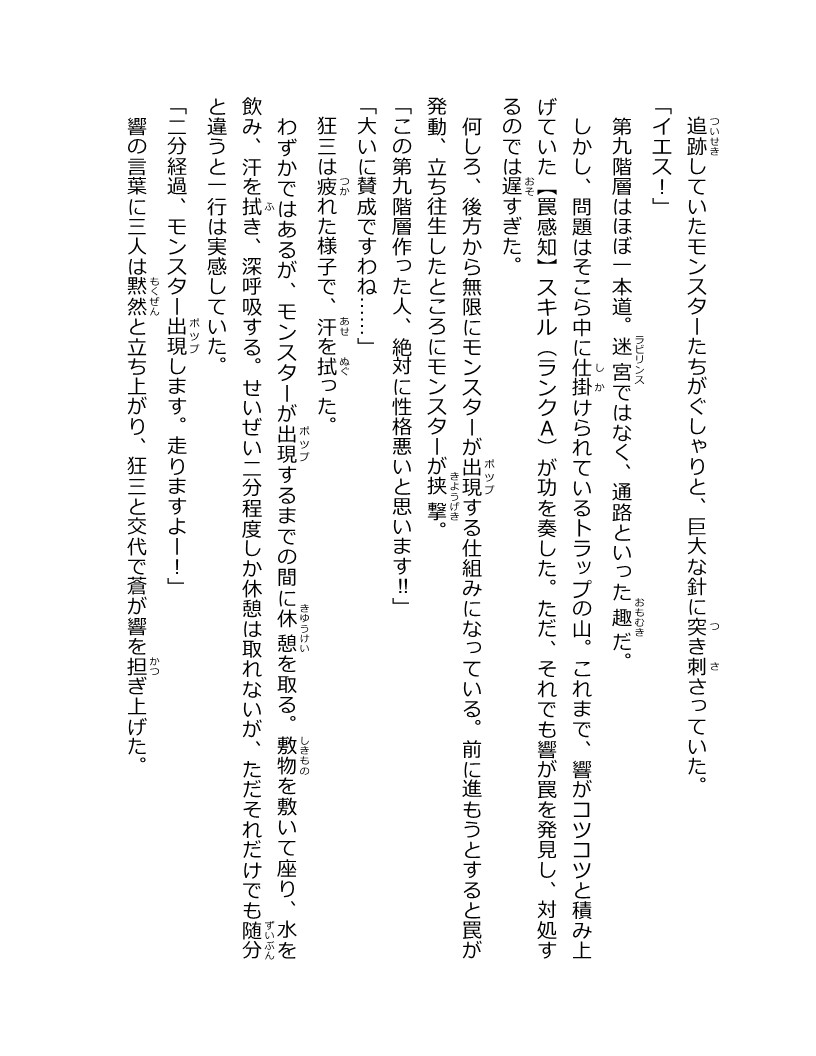 追跡していたモンスターたちがぐしゃりと、巨大な針に突き刺さっていた。
「イエス！」
第九階層はほぼ一本道。迷宮ではなく、通路といった趣だ。
しかし、問題はそこら中に仕掛けられているトラップの山。これまで、響がコツコツと積み上
げていた【罠感知】スキル（ランクＡ）が功を奏した。ただ、それでも響が罠を発見し、対処す
るのでは遅すぎた。
何しろ、後方から無限にモンスターが出現する仕組みになっている。前に進もうとすると罠が
発動、立ち往生したところにモンスターが挟撃。
「この第九階層作った人、絶対に性格悪いと思います!!」
「大いに賛成ですわね……」
狂三は疲れた様子で、汗を拭った。
わずかではあるが、モンスターが出現するまでの間に休憩を取る。敷物を敷いて座り、水を
飲み、汗を拭き、深呼吸する。せいぜい二分程度しか休憩は取れないが、ただそれだけでも随分
と違うと一行は実感していた。
「二分経過、モンスター出現します。走りますよー！」
響の言葉に三人は黙然と立ち上がり、狂三と交代で蒼が響を担ぎ上げた。